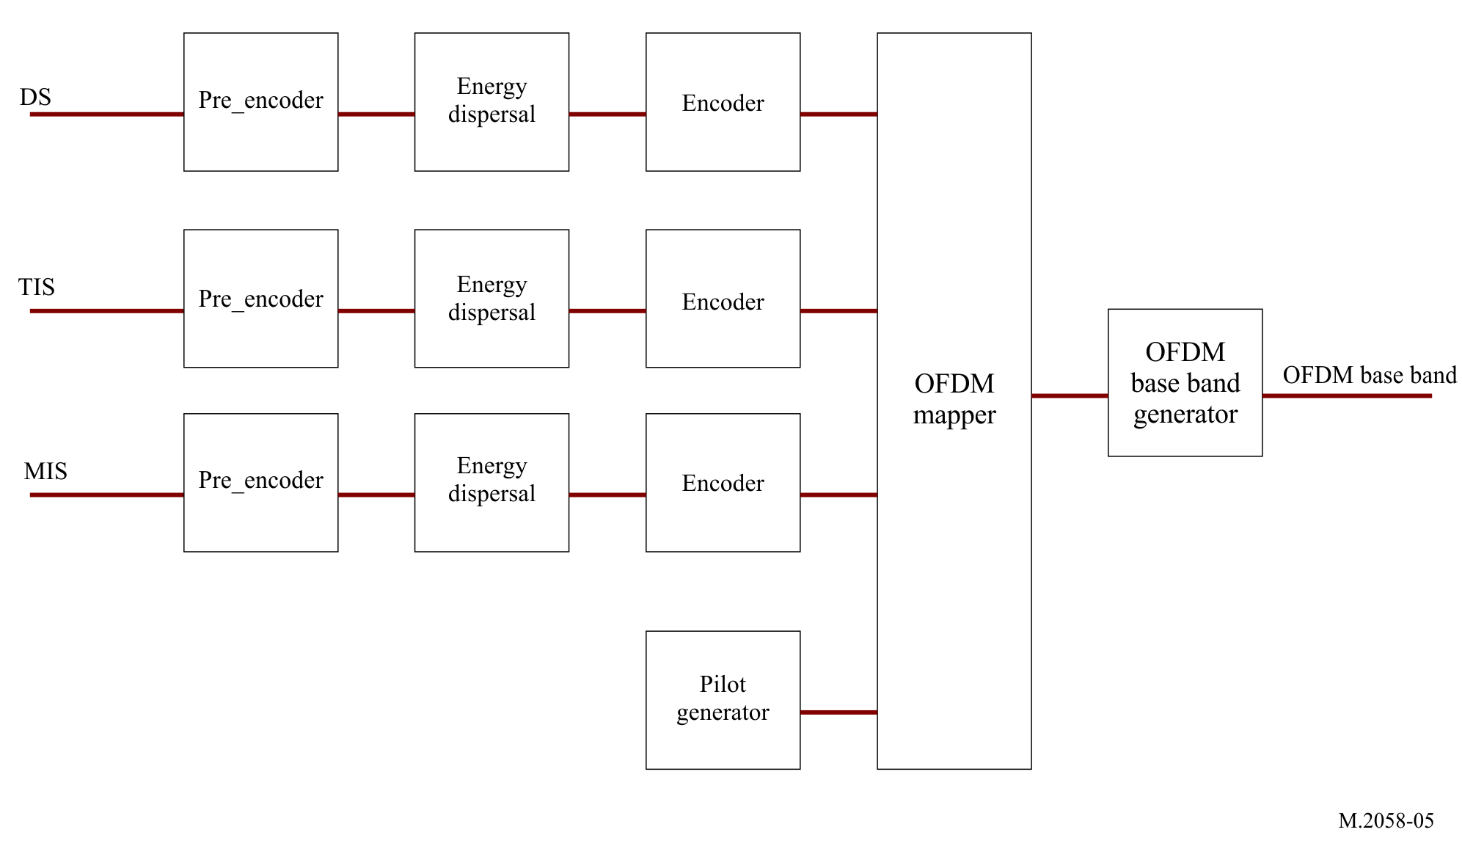 DS
Pre_encoder
Energy
dispersal
Encoder
TIS
Pre_encoder
Energy
dispersal
Encoder
MIS
Pre_encoder
Energy
dispersal
Encoder
Pilot
generator
OFDM
mapper
OFDM
base band
generator
OFDM base band
M.2058-05